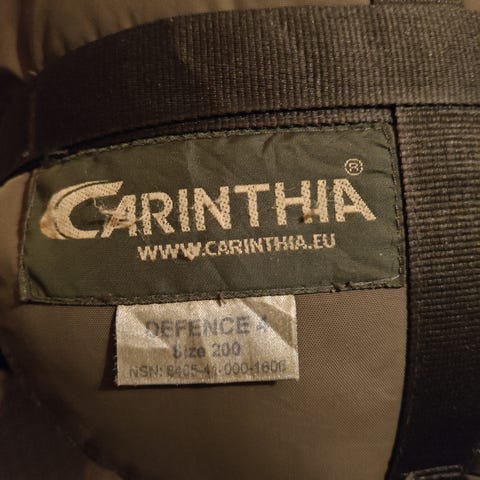 CARINTHIA®
WWW.CARINTHIA.EU
DEFENCE 4
Size 200
NSN: